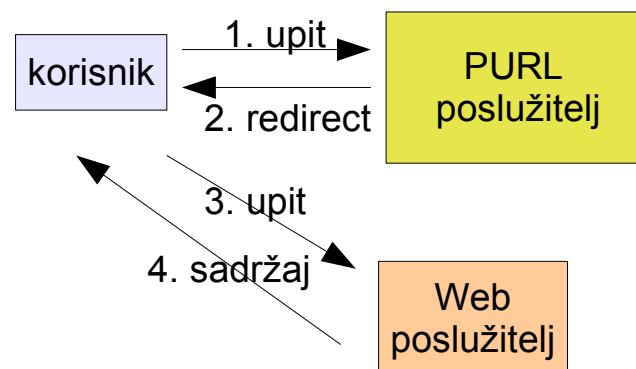 1. upit
korisnik
PURL
poslužitelj
2. redirect
3. upit
4. sadržaj
Web
poslužitelj